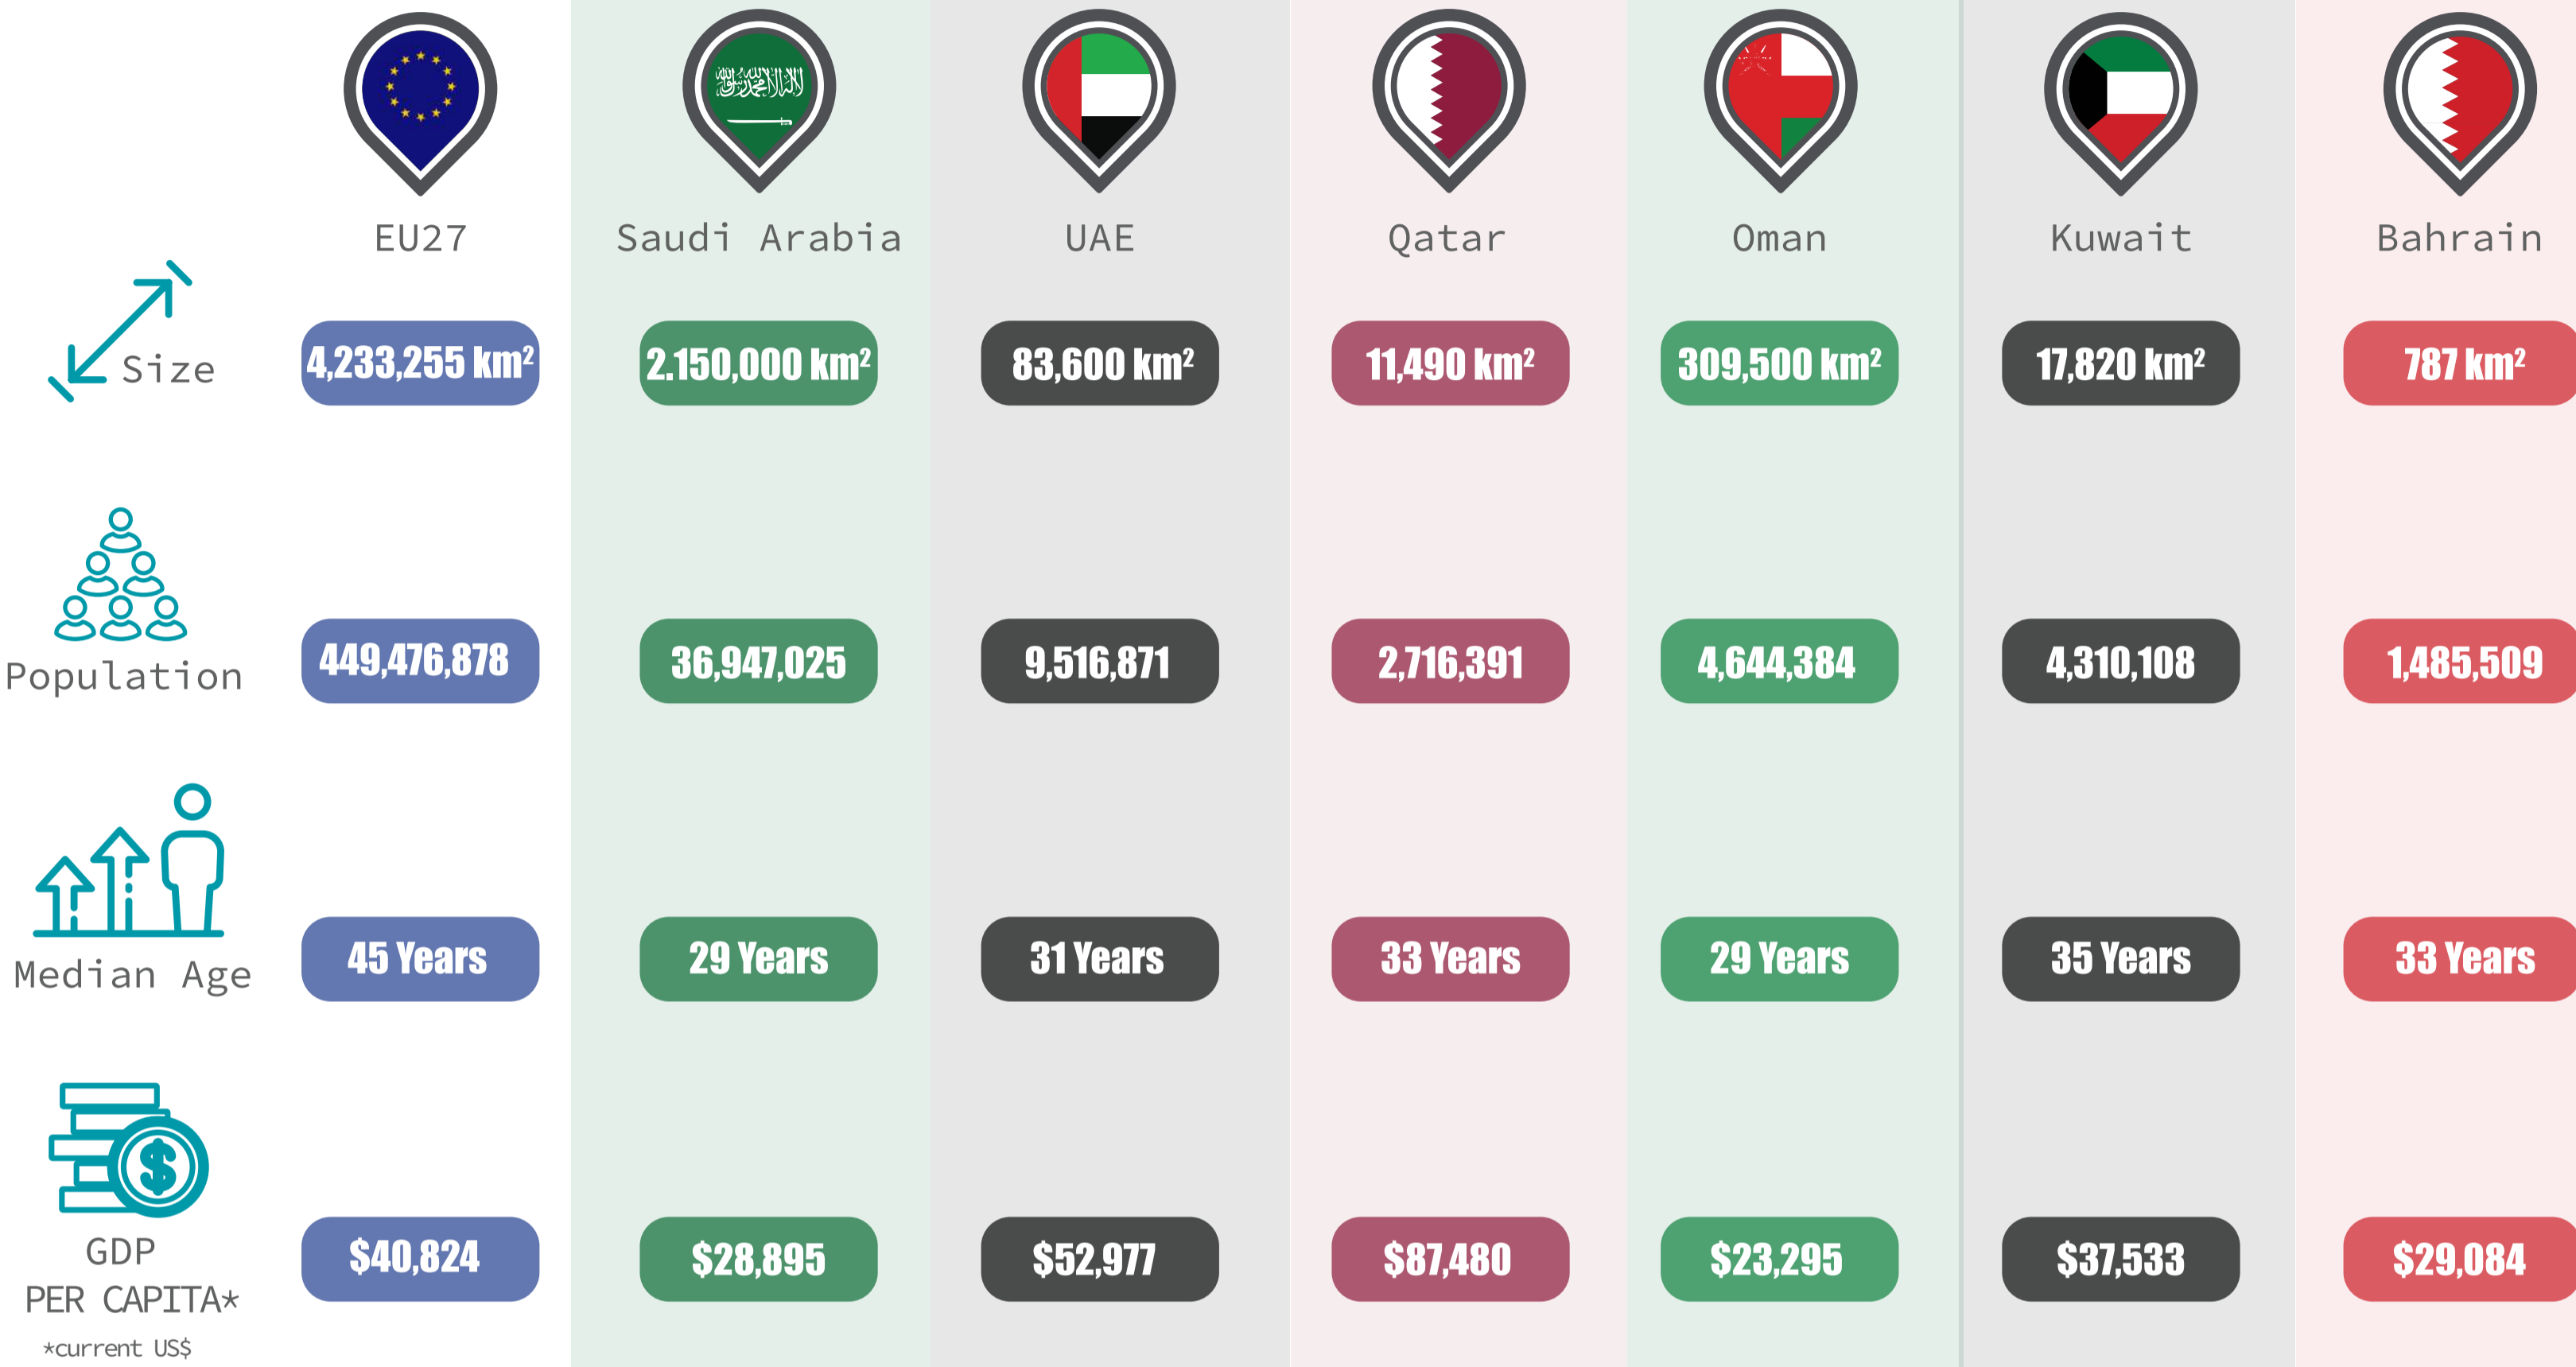 EU27
Saudi Arabia
UAE
Qatar
Oman
Kuwait
Bahrain
Size
4,233,255 km²
2.150,000 km²
83,600 km²
11,490 km²
309,500 km²
17,820 km²
787 km²
Population
449,476,878
36,947,025
9,516,871
2,716,391
4,644,384
4,310,108
1,485,509
Median Age
45 Years
29 Years
31 Years
33 Years
29 Years
35 Years
33 Years
GDP
PER CAPITA*
*current US$
$40,824
$28,895
$52,977
$87,480
$23,295
$37,533
$29,084